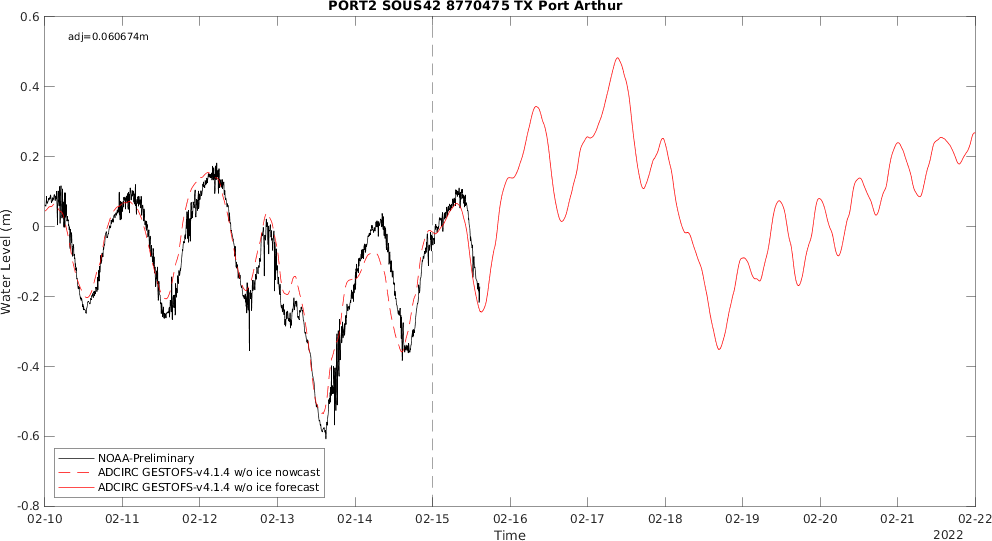 PORT2 SOUS42 8770475 TX Port Arthur
adj=0.060674m
0.6
0.4
0.2
0
-0.2
-0.4
-0.6
-0.8
Water Level (m)
NOAA-Preliminary
ADCIRC GESTOFS-v4.1.4 w/o ice nowcast
ADCIRC GESTOFS-v4.1.4 w/o ice forecast
02-10 02-11 02-12 02-13 02-14 02-15 02-16 02-17 02-18 02-19 02-20 02-21 02-22
Time
2022